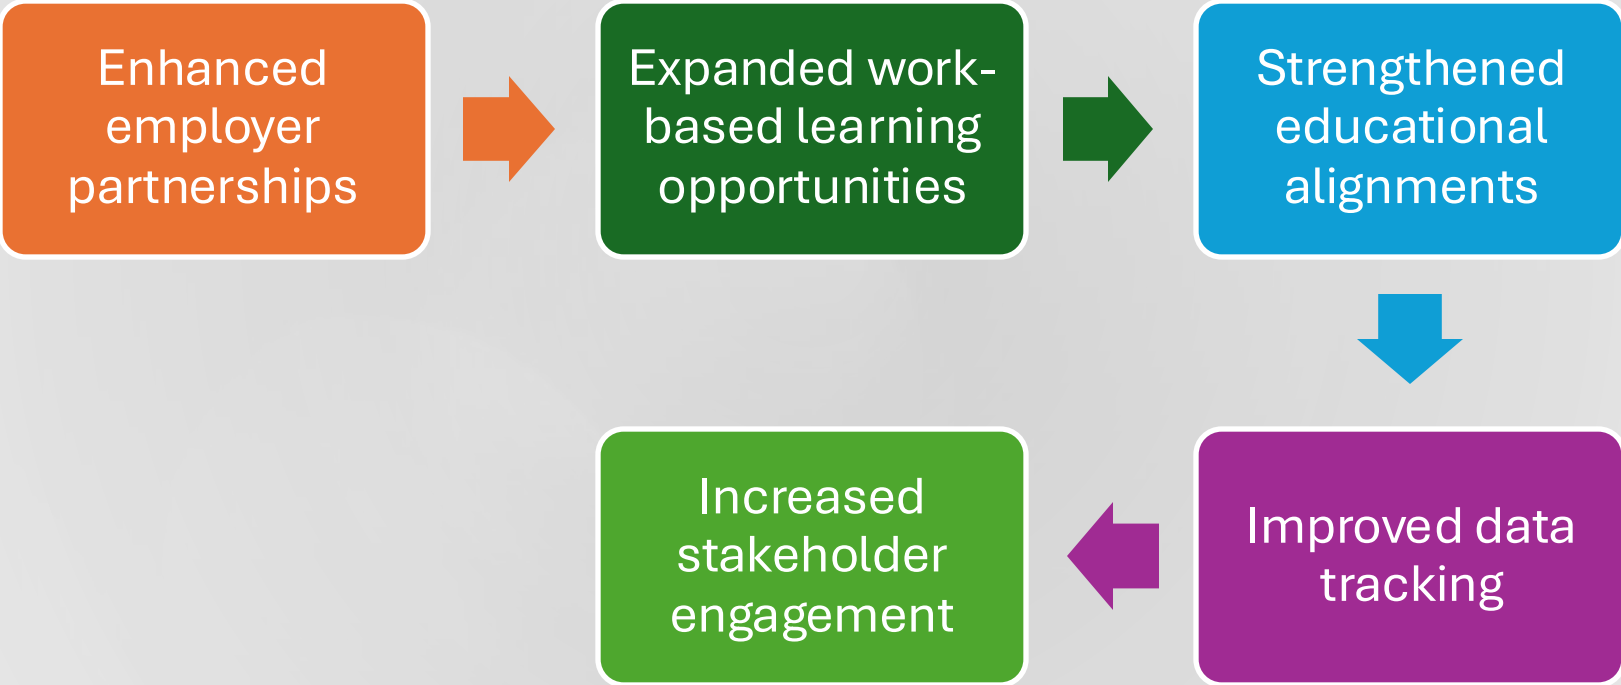 Enhanced
employer
partnerships
Expanded work-
based learning
opportunities
Strengthened
educational
alignments
Improved data
tracking
Increased
stakeholder
engagement